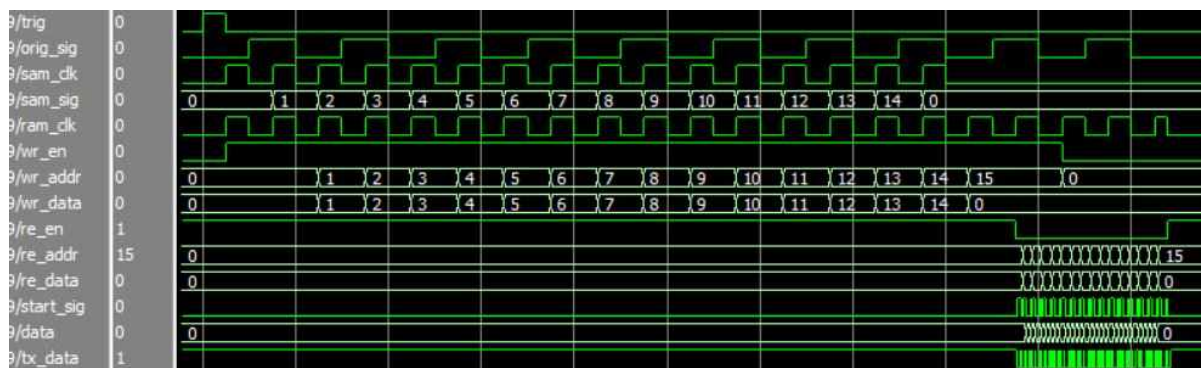 9/trig 0
9/orig_sig 0
9/sam_clk 0
9/sam_sig 0 0 1 2 3 4 5 6 7 8 9 10 11 12 13 14 0
9/ram_clk 0
9/wr_en 0
9/wr_addr 0 0 1 2 3 4 5 6 7 8 9 10 11 12 13 14 15 0
9/wr_data 0 0 1 2 3 4 5 6 7 8 9 10 11 12 13 14 0
9/re_en 1
9/re_addr 15 0 15
9/re_data 0 0 0
9/start_sig 0
9/data 0 0 0
9/tx_data 1